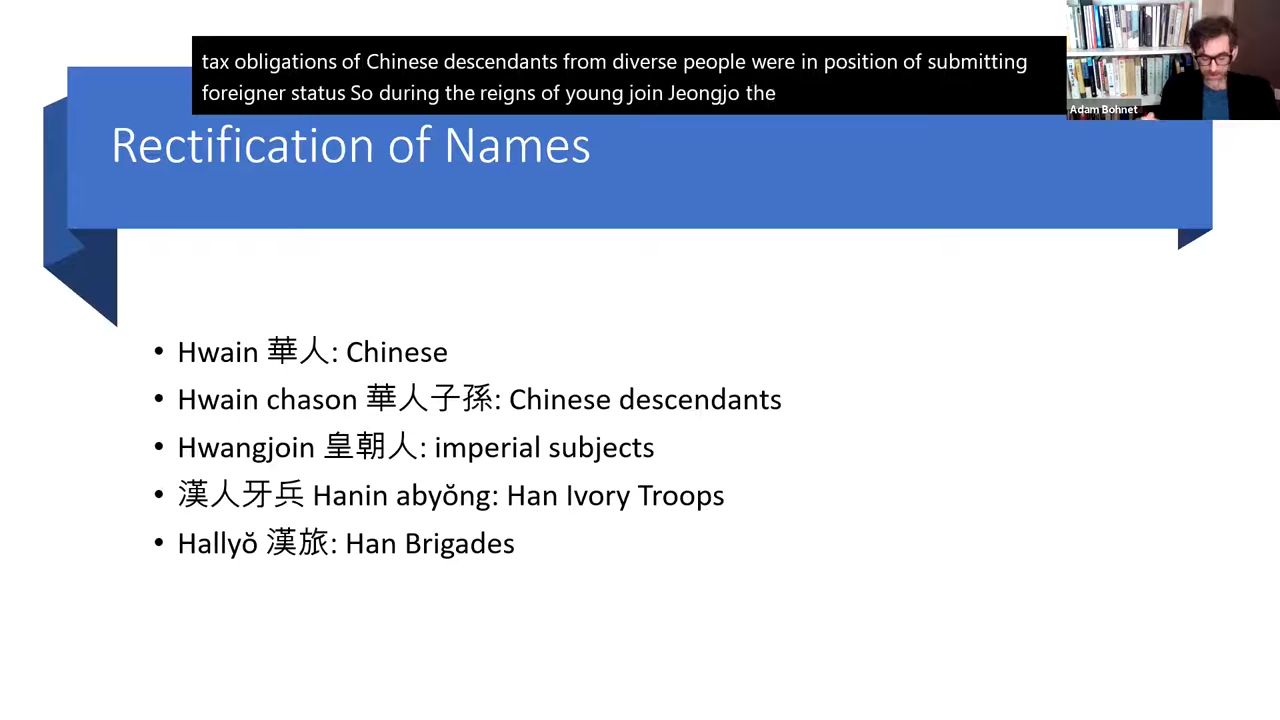 tax obligations of Chinese descendants from diverse people were in position of submitting
foreigner status So during the reigns of young join Jeongjo the
Adam Bohnet
Rectification of Names
• Hwain 華人: Chinese
• Hwain chason 華人子孫: Chinese descendants
• Hwangjoin 皇朝人: imperial subjects
• 漢人牙兵 Hanin abyŏng: Han Ivory Troops
• Hallyŏ 漢旅: Han Brigades